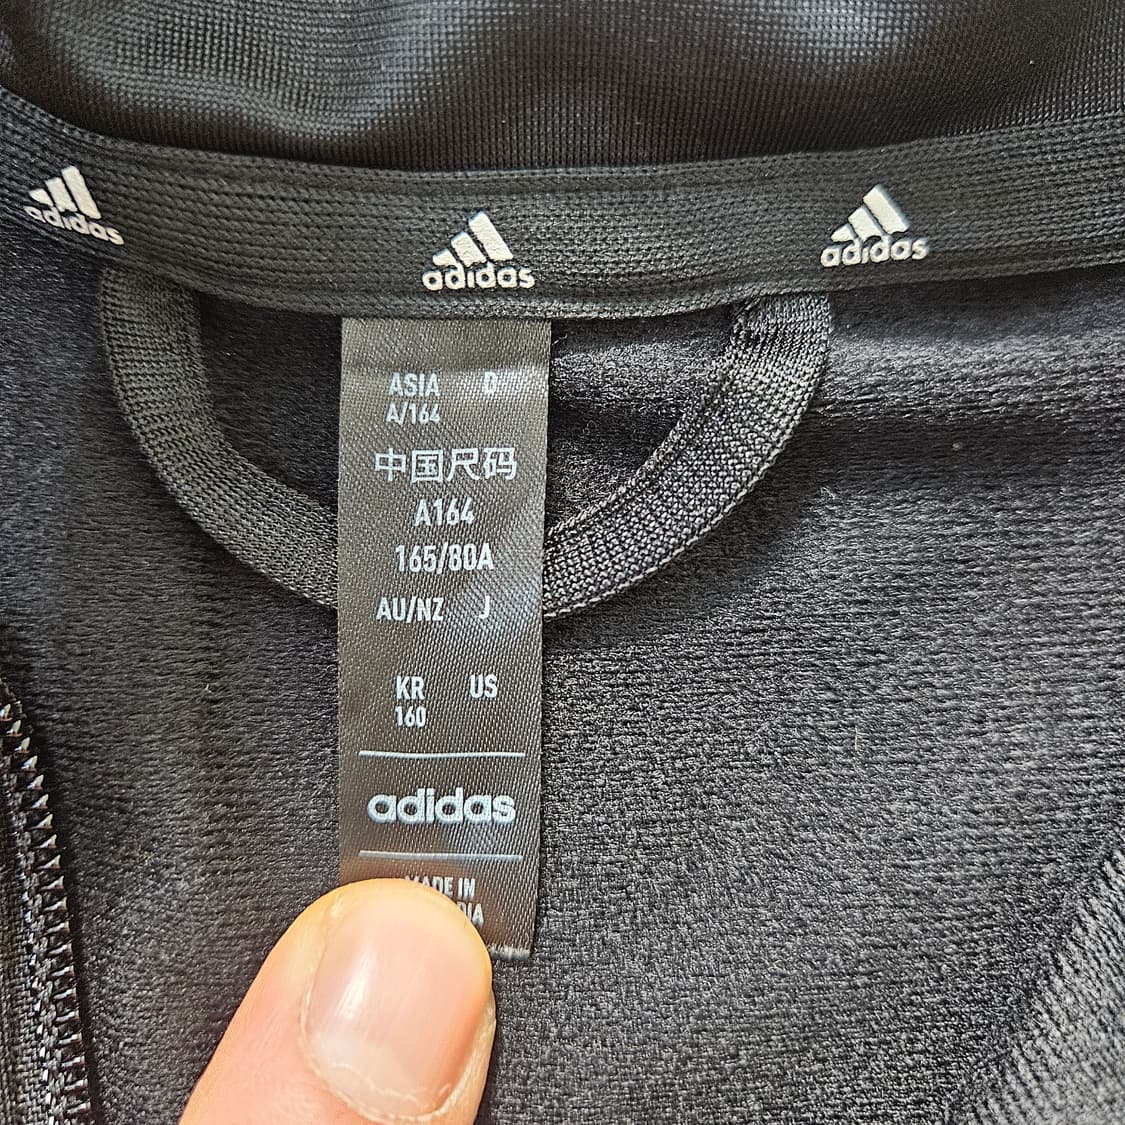 adidas
adidas
adidas
ASIA D
A/164
中国尺码
A164
165/80A
AU/NZ J
KR US
160
adidas
MADE IN